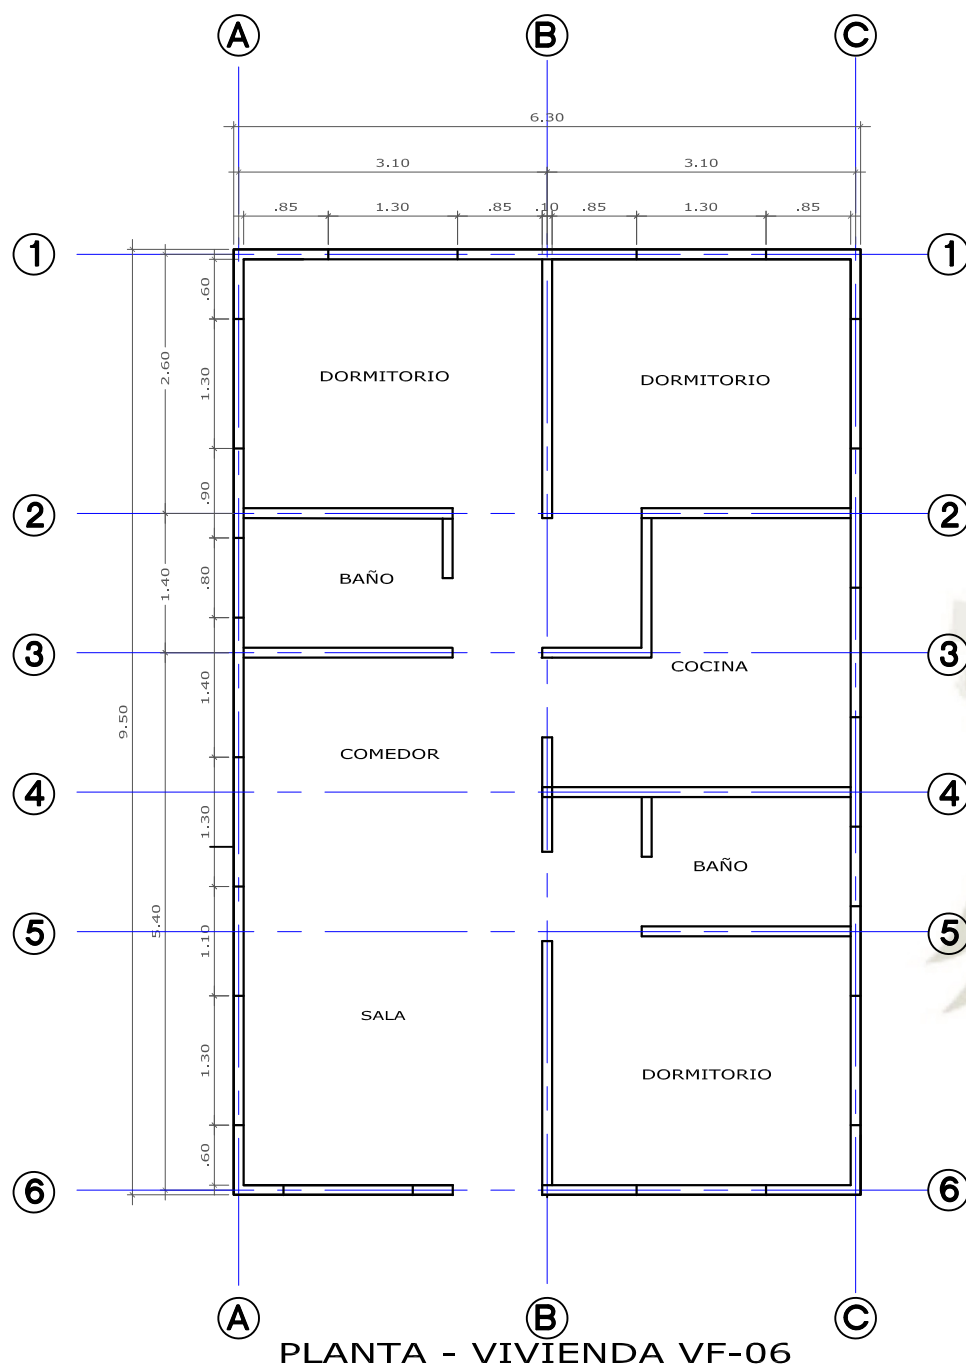 A B C
6.30
3.10 3.10
.85 1.30 .85 .10 .85 1.30 .85
1 1
.60
2.60
1.30
DORMITORIO DORMITORIO
.90
2 2
1.40 .80 BAÑO
3 3
1.40 COCINA
9.50
COMEDOR
4 4
1.30
BAÑO
5.40
5 1.10 5
SALA
1.30
DORMITORIO
.60
6 6
A B C
PLANTA - VIVIENDA VF-06